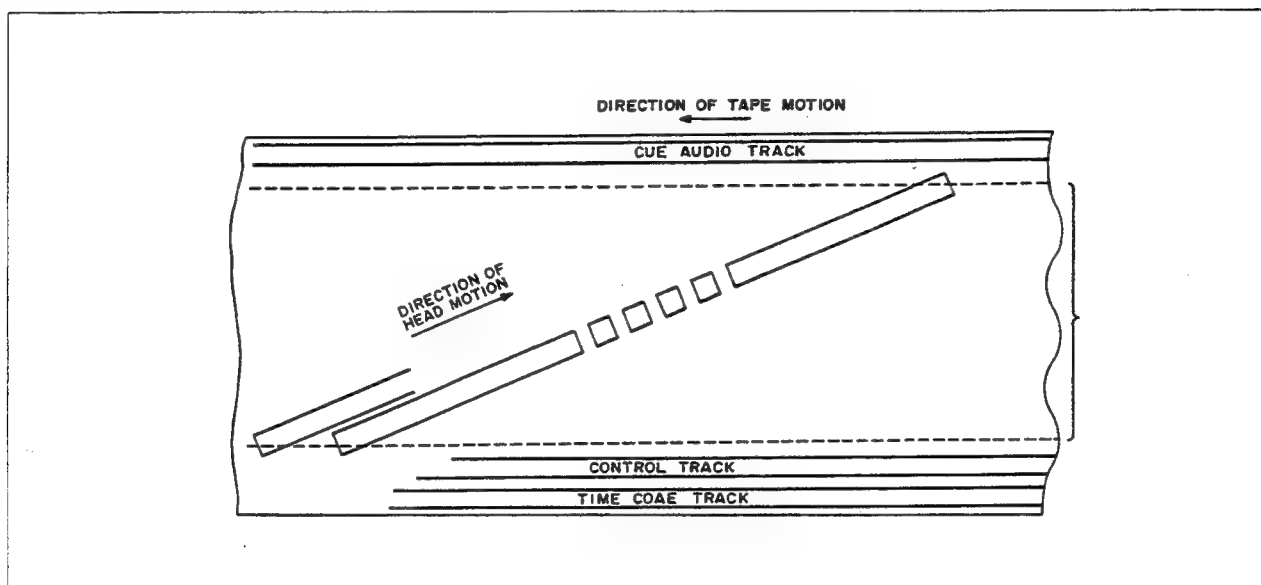 DIRECTION OF TAPE MOTION
CUE AUDIO TRACK
DIRECTION OF
HEAD MOTION
CONTROL TRACK
TIME COAE TRACK